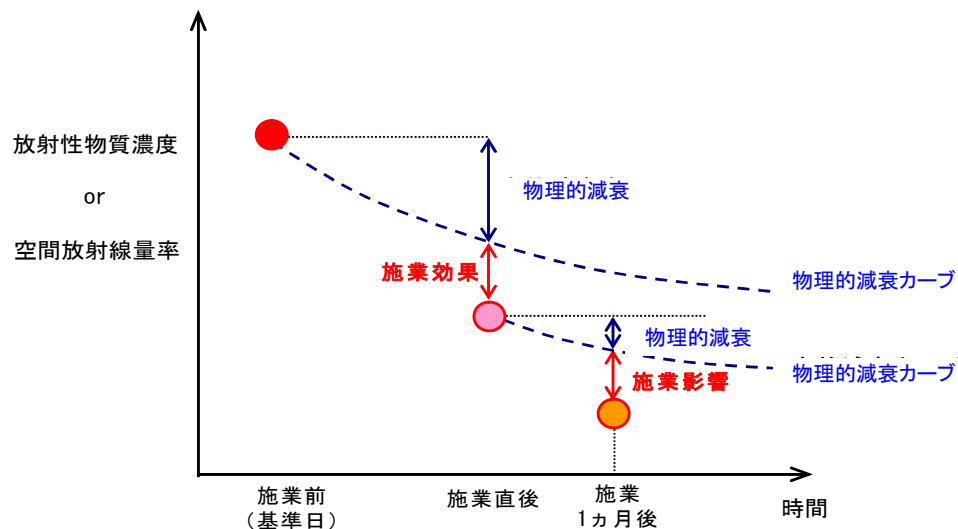 放射性物質濃度
or
空間放射線量率
物理的減衰
施業効果
物理的減衰カーブ
物理的減衰
物理的減衰カーブ
施業影響
施業前
（基準日）
施業直後
施業
1ヵ月後
時間